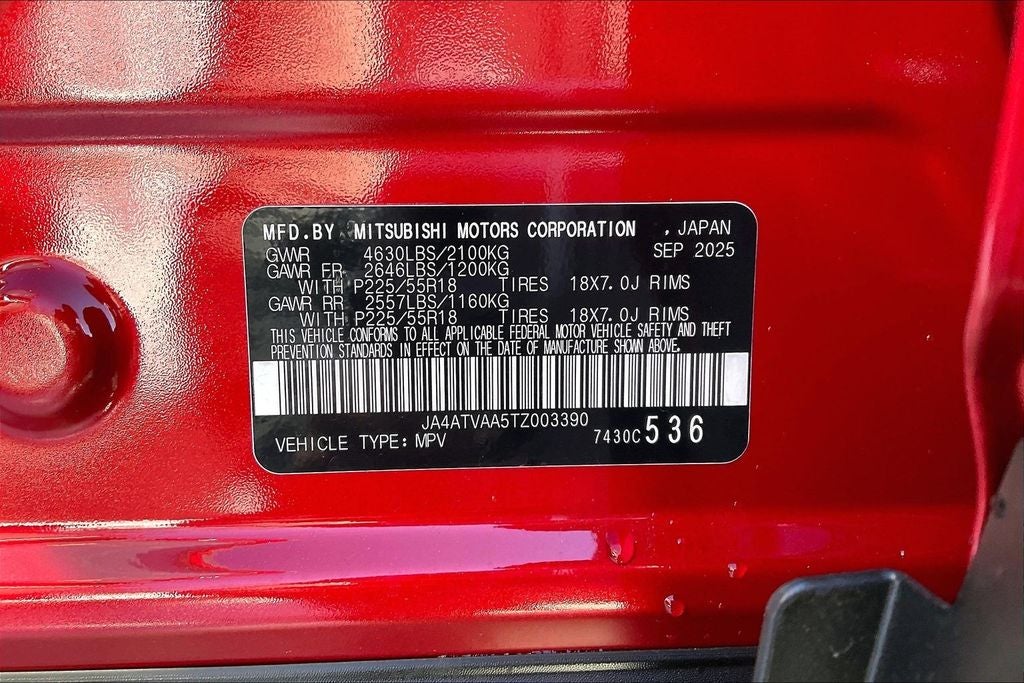 MFD.BY MITSUBISHI MOTORS CORPORATION , JAPAN
GVWR 4630LBS/2100KG SEP 2025
GAWR FR 2646LBS/1200KG
WITH P225/55R18 TIRES 18X7.0J RIMS
GAWR RR 2557LBS/1160KG
WITH P225/55R18 TIRES 18X7.0J RIMS
THIS VEHICLE CONFORMS TO ALL APPLICABLE FEDERAL MOTOR VEHICLE SAFETY AND THEFT
PREVENTION STANDARDS IN EFFECT ON THE DATE OF MANUFACTURE SHOWN ABOVE.
JA4ATVAA5TZ003390
VEHICLE TYPE: MPV 7430C 536